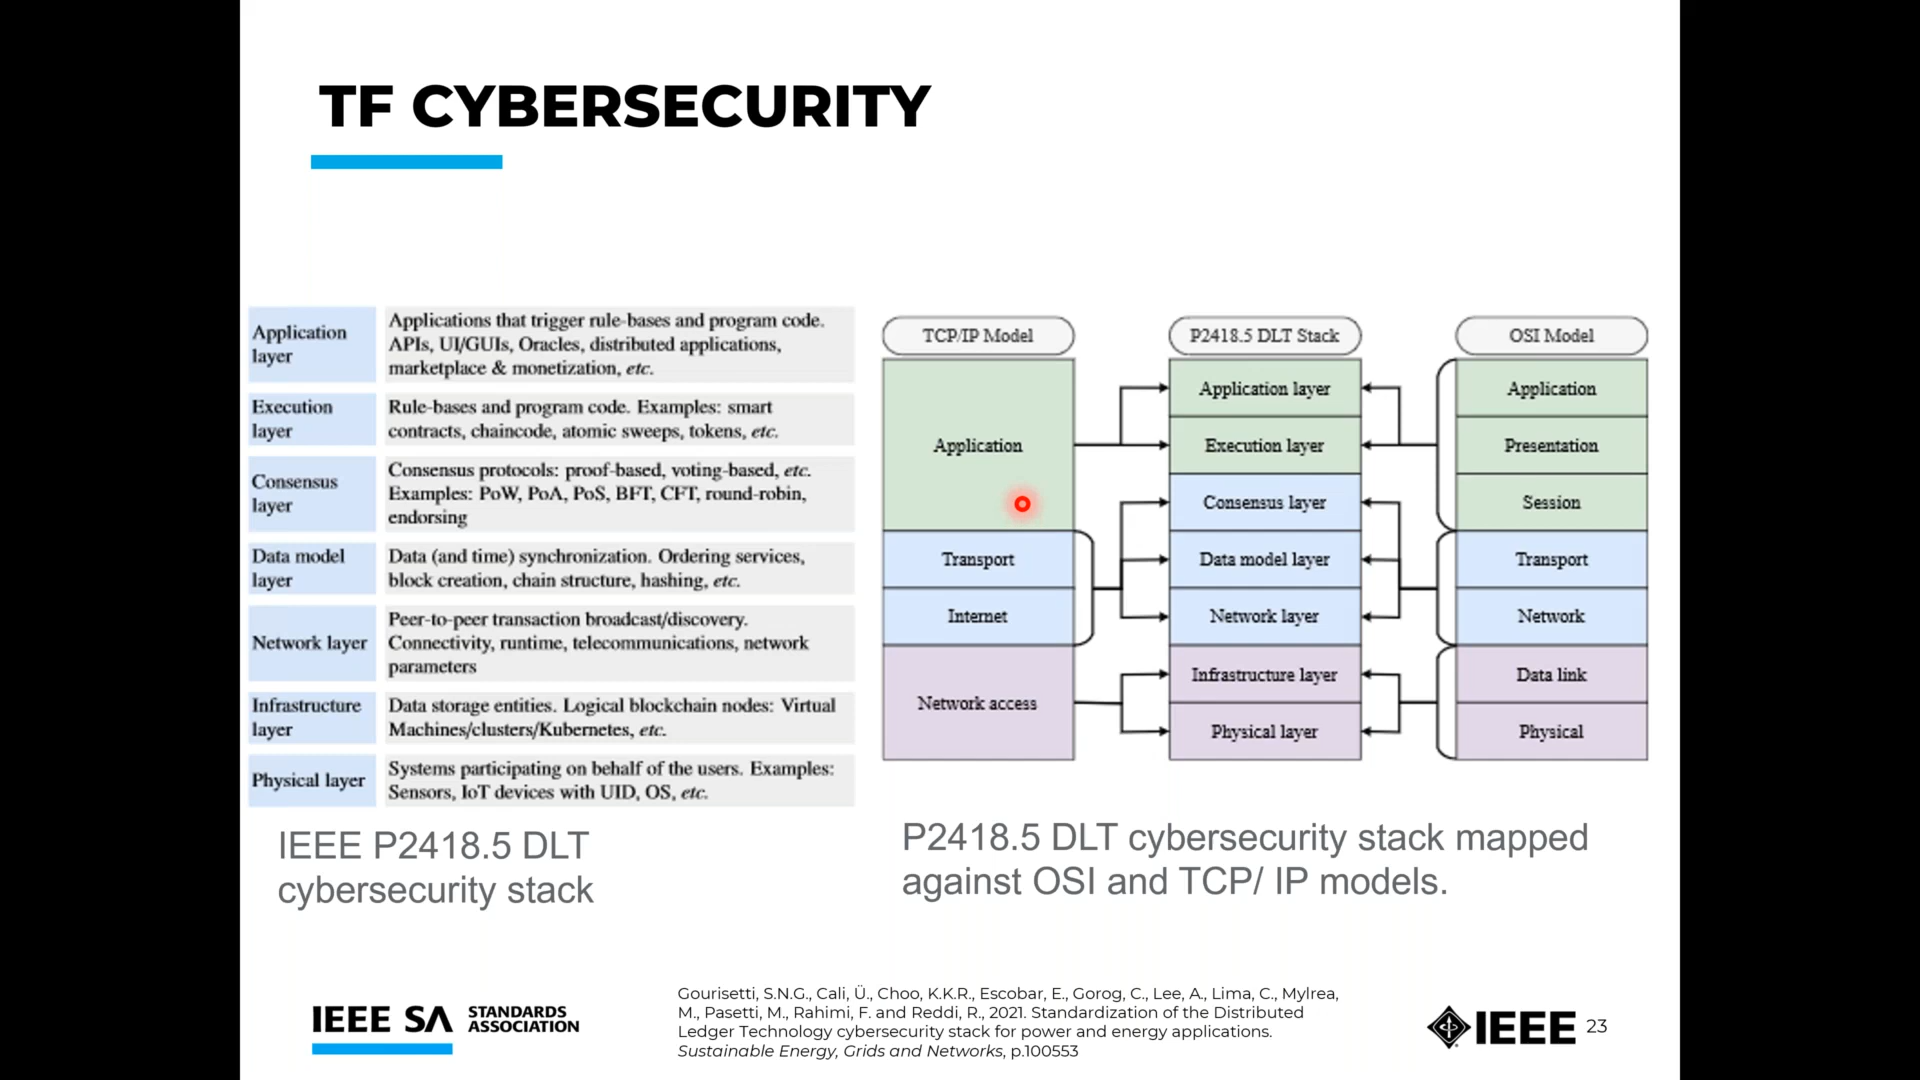 TF CYBERSECURITY
Application
layer
Applications that trigger rule-bases and program code.
APIs, UI/GUIs, Oracles, distributed applications,
marketplace & monetization, etc.
Execution
layer
Rule-bases and program code. Examples: smart
contracts, chaincode, atomic sweeps, tokens, etc.
Consensus
layer
Consensus protocols: proof-based, voting-based, etc.
Examples: PoW, PoA, PoS, BFT, CFT, round-robin,
endorsing
Data model
layer
Data (and time) synchronization. Ordering services,
block creation, chain structure, hashing, etc.
Network layer
Peer-to-peer transaction broadcast/discovery.
Connectivity, runtime, telecommunications, network
parameters
Infrastructure
layer
Data storage entities. Logical blockchain nodes: Virtual
Machines/clusters/Kubernetes, etc.
Physical layer
Systems participating on behalf of the users. Examples:
Sensors, IoT devices with UID, OS, etc.
IEEE P2418.5 DLT
cybersecurity stack
TCP/IP Model
Application
Transport
Internet
Network access
P2418.5 DLT Stack
Application layer
Execution layer
Consensus layer
Data model layer
Network layer
Infrastructure layer
Physical layer
OSI Model
Application
Presentation
Session
Transport
Network
Data link
Physical
P2418.5 DLT cybersecurity stack mapped
against OSI and TCP/ IP models.
IEEE SA
STANDARDS
ASSOCIATION
Gourisetti, S.N.G., Cali, Ü., Choo, K.K.R., Escobar, E., Gorog, C., Lee, A., Lima, C., Mylrea,
M., Pasetti, M., Rahimi, F. and Reddi, R., 2021. Standardization of the Distributed
Ledger Technology cybersecurity stack for power and energy applications.
Sustainable Energy, Grids and Networks, p.100553
IEEE
23